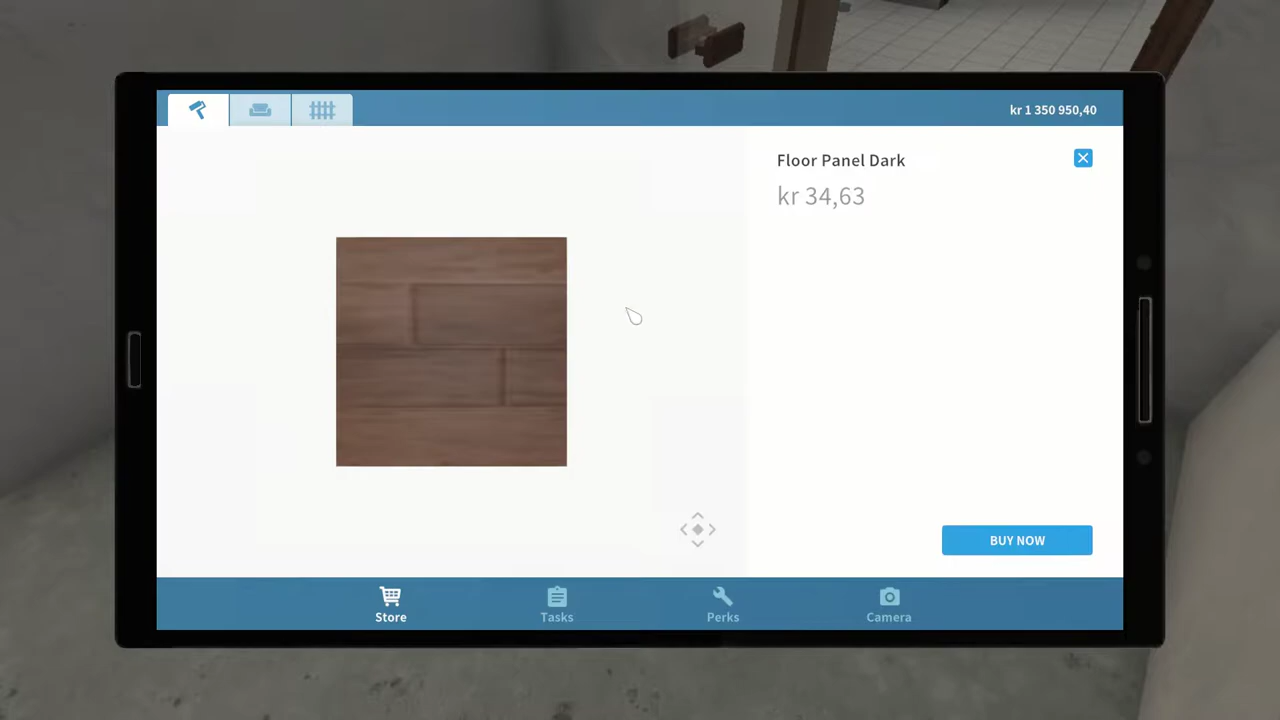 kr 1 350 950,40
Floor Panel Dark
kr 34,63
BUY NOW
Store
Tasks
Perks
Camera